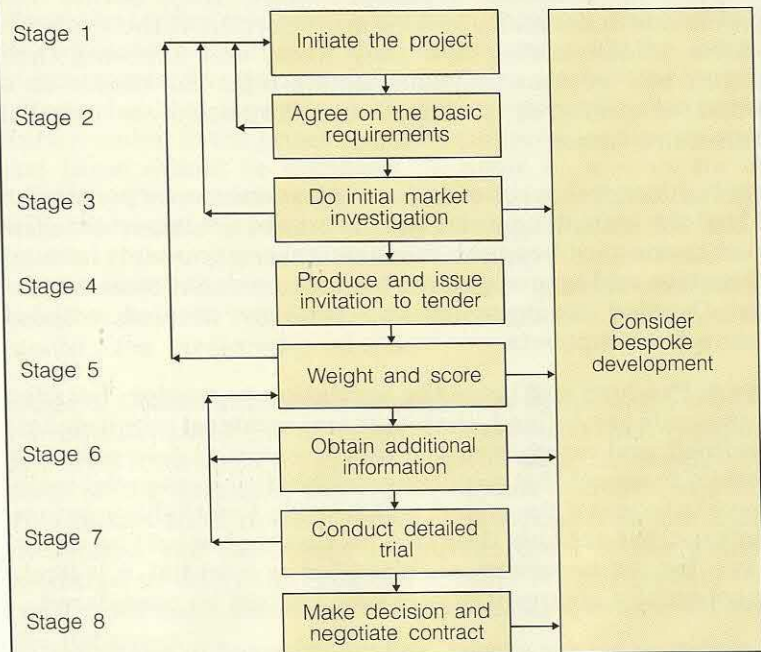 Stage 1
Initiate the project
Stage 2
Agree on the basic
requirements
Stage 3
Do initial market
investigation
Stage 4
Produce and issue
invitation to tender
Consider
bespoke
development
Stage 5
Weight and score
Stage 6
Obtain additional
information
Stage 7
Conduct detailed
trial
Stage 8
Make decision and
negotiate contract